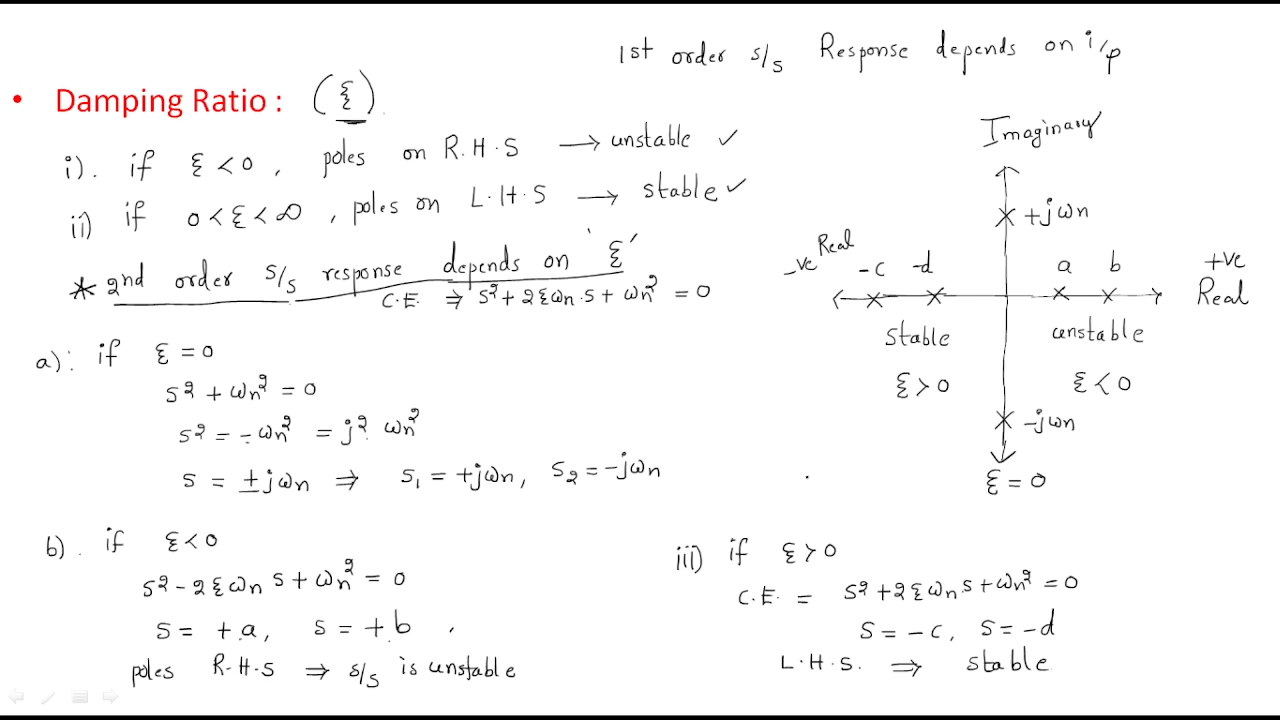 1st order s/s Response depends on i/p
• Damping Ratio : (ξ)
i). if ξ < 0, poles on R.H.S → unstable ✓
ii) if 0 < ξ < ∞, poles on L.H.S → stable ✓
* 2nd order s/s response depends on 'ξ'
C.E. ⇒ s² + 2ξωn.s + ωn² = 0
a): if ξ = 0
s² + ωn² = 0
s² = -ωn² = j² ωn²
s = ±jωn ⇒ s₁ = +jωn, s₂ = -jωn
b). if ξ < 0
s² - 2ξωn s + ωn² = 0
s = +a, s = +b
poles R.H.S ⇒ s/s is unstable
Imaginary
+jωn
-ve Real
-c -d a b
+ve Real
stable unstable
ξ > 0 ξ < 0
-jωn
ξ = 0
iii) if ξ > 0
C.E. = s² + 2ξωn s + ωn² = 0
s = -c, s = -d
L.H.S. ⇒ stable